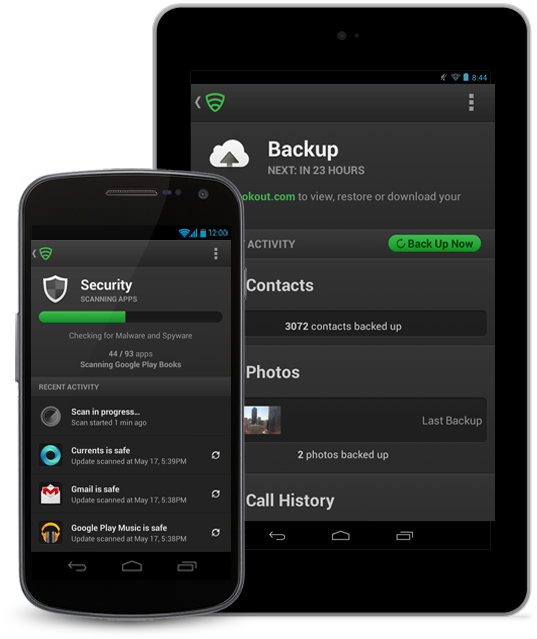 8:44
Backup
NEXT: IN 23 HOURS
okout.com to view, restore or download your
ACTIVITY
Back Up Now
Contacts
3072 contacts backed up
Photos
Last Backup
2 photos backed up
Call History
12:00
Security
SCANNING APPS
Checking for Malware and Spyware
44 / 93 apps
Scanning Google Play Books
RECENT ACTIVITY
Scan in progress...
Scan started 1 min ago
Currents is safe
Update scanned at May 17, 5:39PM
Gmail is safe
Update scanned at May 17, 5:38PM
Google Play Music is safe
Update scanned at May 17, 5:38PM